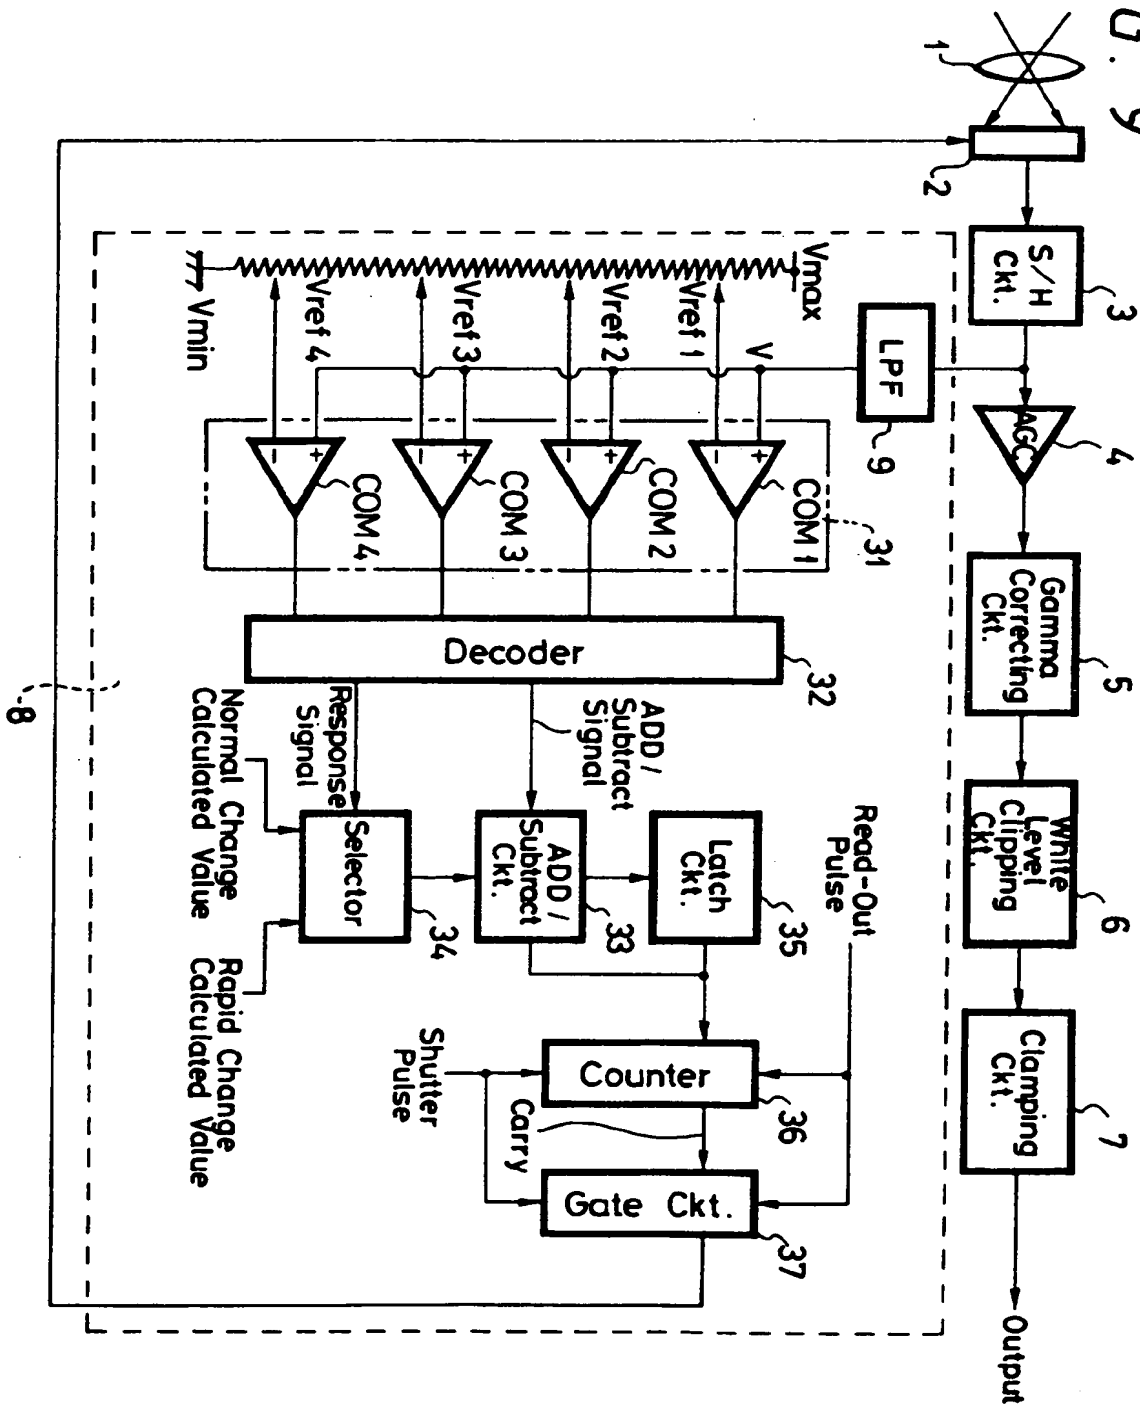 G. 9
1
2
S/H
Ckt.
3
AGC
4
Gamma
Correcting
Ckt.
5
White
Level
Clipping
Ckt.
6
Clamping
Ckt.
7
Output
LPF
9
Vmax
Vref 1
Vref 2
Vref 3
Vref 4
Vmin
V
+
-
COM 1
+
-
COM 2
+
-
COM 3
+
-
COM 4
31
Decoder
32
ADD/
Subtract
Signal
Response
Signal
Normal Change
Calculated Value
Rapid Change
Calculated Value
Selector
34
ADD/
Subtract
Ckt.
33
Latch
Ckt.
35
Read-Out
Pulse
Shutter
Pulse
Counter
36
Carry
Gate Ckt.
37
8